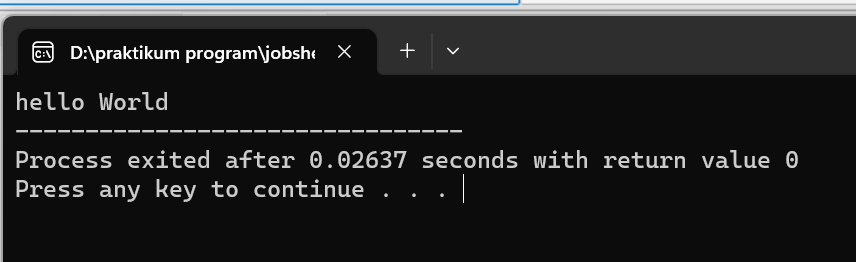 D:\praktikum program\jobshe
hello World
--------------------------------
Process exited after 0.02637 seconds with return value 0
Press any key to continue . . .